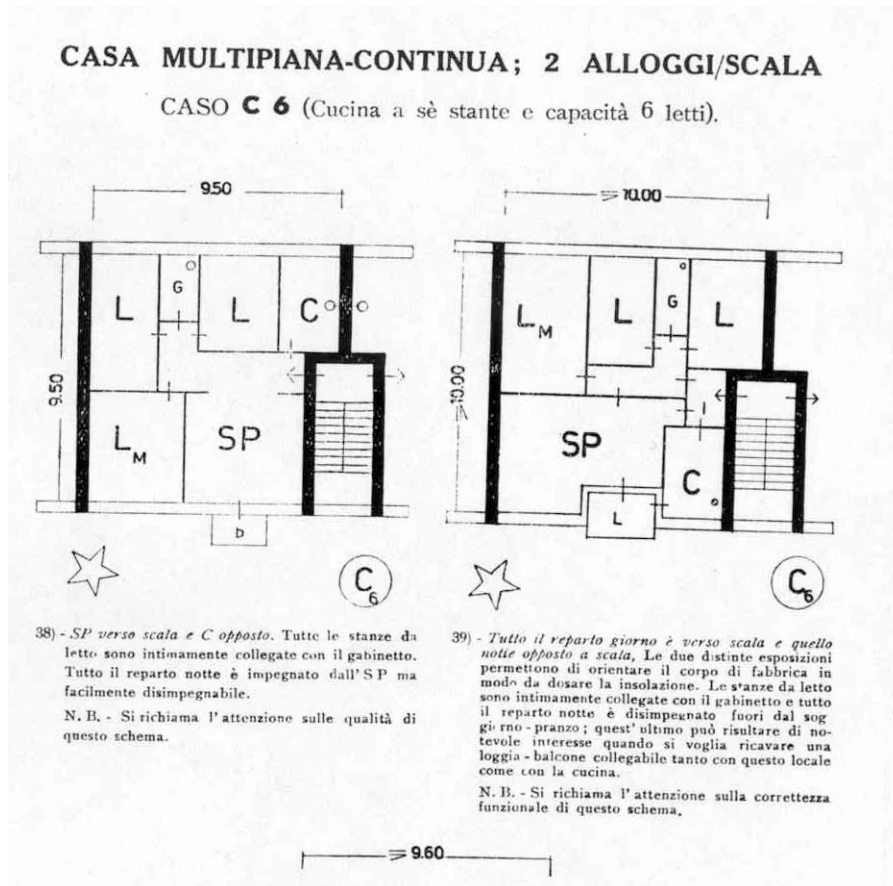 CASA MULTIPIANA-CONTINUA; 2 ALLOGGI/SCALA
CASO C 6 (Cucina a sè stante e capacità 6 letti).
9.50
L
G
L
C
9.50
LM
SP
D
C6
38) - SP verso scala e C opposto. Tutte le stanze da
letto sono intimamente collegate con il gabinetto.
Tutto il reparto notte è impegnato dall'SP ma
facilmente disimpegnabile.
N. B. - Si richiama l'attenzione sulle qualità di
questo schema.
⩾10.00
LM
L
G
L
⩾10.00
SP
I
C
L
C6
39) - Tutto il reparto giorno è verso scala e quello
notte opposto a scala, Le due distinte esposizioni
permettono di orientare il corpo di fabbrica in
modo da dosare la insolazione. Le stanze da letto
sono intimamente collegate con il gabinetto e tutto
il reparto notte è disimpegnato fuori dal sog
giorno - pranzo; quest'ultimo può risultare di no-
tevole interesse quando si voglia ricavare una
loggia - balcone collegabile tanto con questo locale
come con la cucina.
N. B. - Si richiama l'attenzione sulla correttezza
funzionale di questo schema.
⩾9.60